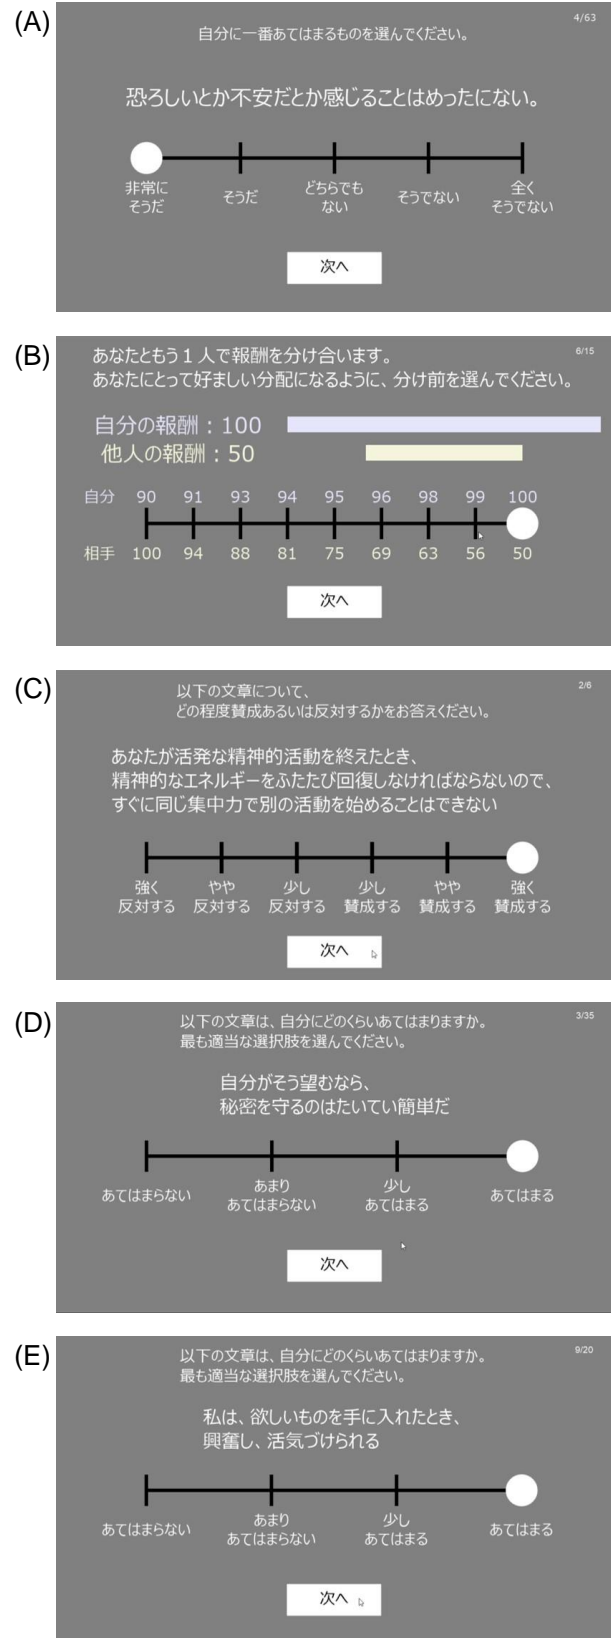 (A)
4/63
自分に一番あてはまるものを選んでください。
恐ろしいとか不安だとか感じることはめったにない。
非常に そうだ どちらでも そうでない 全く
そうだ ない そうでない
次へ
(B)
6/15
あなたともう1人で報酬を分け合います。
あなたにとって好ましい分配になるように、分け前を選んでください。
自分の報酬：100
他人の報酬：50
自分 90 91 93 94 95 96 98 99 100
相手 100 94 88 81 75 69 63 56 50
次へ
(C)
2/6
以下の文章について、
どの程度賛成あるいは反対するかをお答えください。
あなたが活発な精神的活動を終えたとき、
精神的なエネルギーをふたたび回復しなければならないので、
すぐに同じ集中力で別の活動を始めることはできない
強く やや 少し 少し やや 強く
反対する 反対する 反対する 賛成する 賛成する 賛成する
次へ
(D)
3/35
以下の文章は、自分にどのくらいあてはまりますか。
最も適当な選択肢を選んでください。
自分がそう望むなら、
秘密を守るのはたいてい簡単だ
あてはまらない あまり 少し あてはまる
あてはまらない あてはまる
次へ
(E)
9/20
以下の文章は、自分にどのくらいあてはまりますか。
最も適当な選択肢を選んでください。
私は、欲しいものを手に入れたとき、
興奮し、活気づけられる
あてはまらない あまり 少し あてはまる
あてはまらない あてはまる
次へ